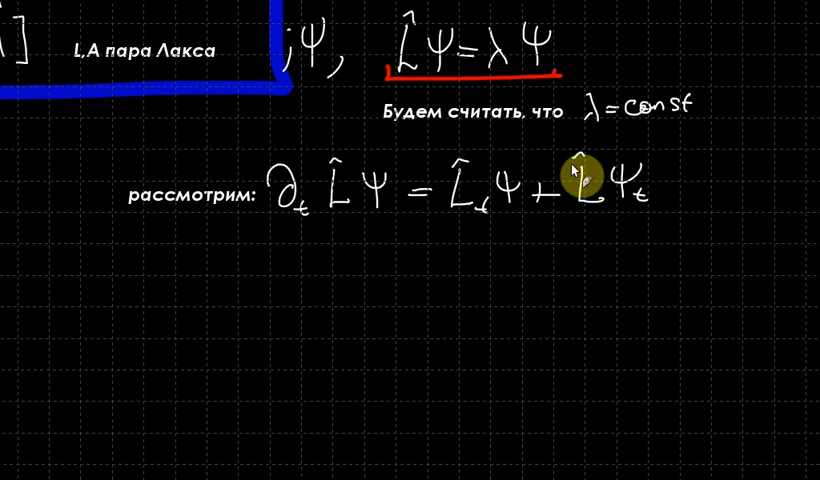 ] L,A пара Лакса ;Ψ, L̂Ψ=λΨ
Будем считать, что λ=const
рассмотрим: ∂ₜ L̂Ψ = L̂ₜΨ + L̂Ψₜ